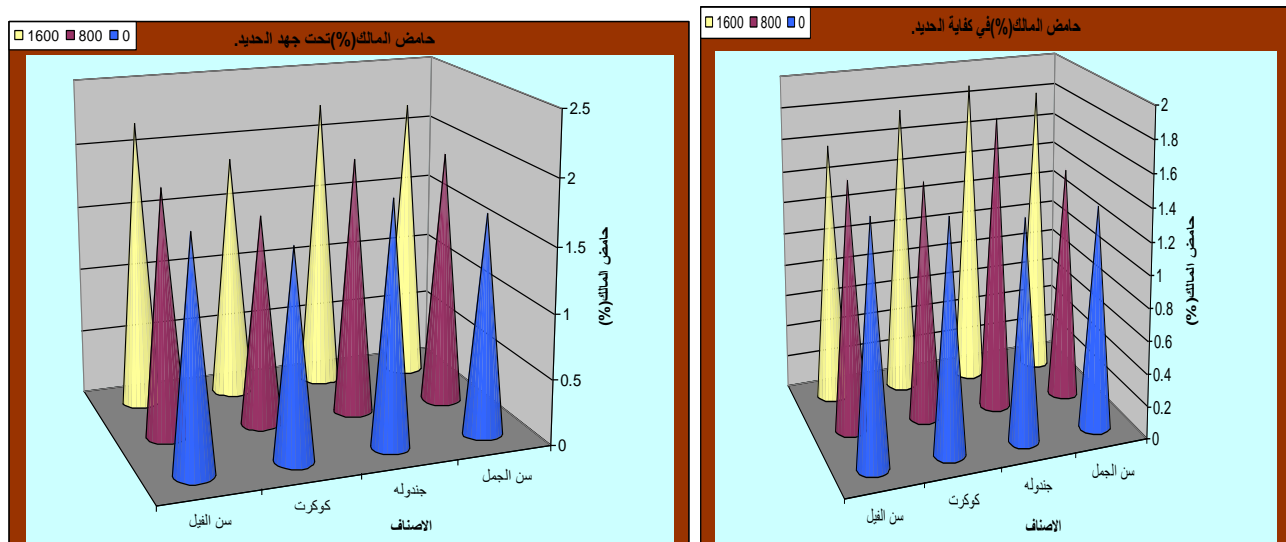 1600 800 0
حامض المالك(%)تحت جهد الحديد.
2.5
2
1.5
1
0.5
0
حامض المالك(%)
سن الجمل
جندوله
كوكرت
سن الفيل
الاصناف
1600 800 0
حامض المالك(%)في كفاية الحديد.
2
1.8
1.6
1.4
1.2
1
0.8
0.6
0.4
0.2
0
حامض المالك(%)
سن الجمل
جندوله
كوكرت
سن الفيل
الاصناف